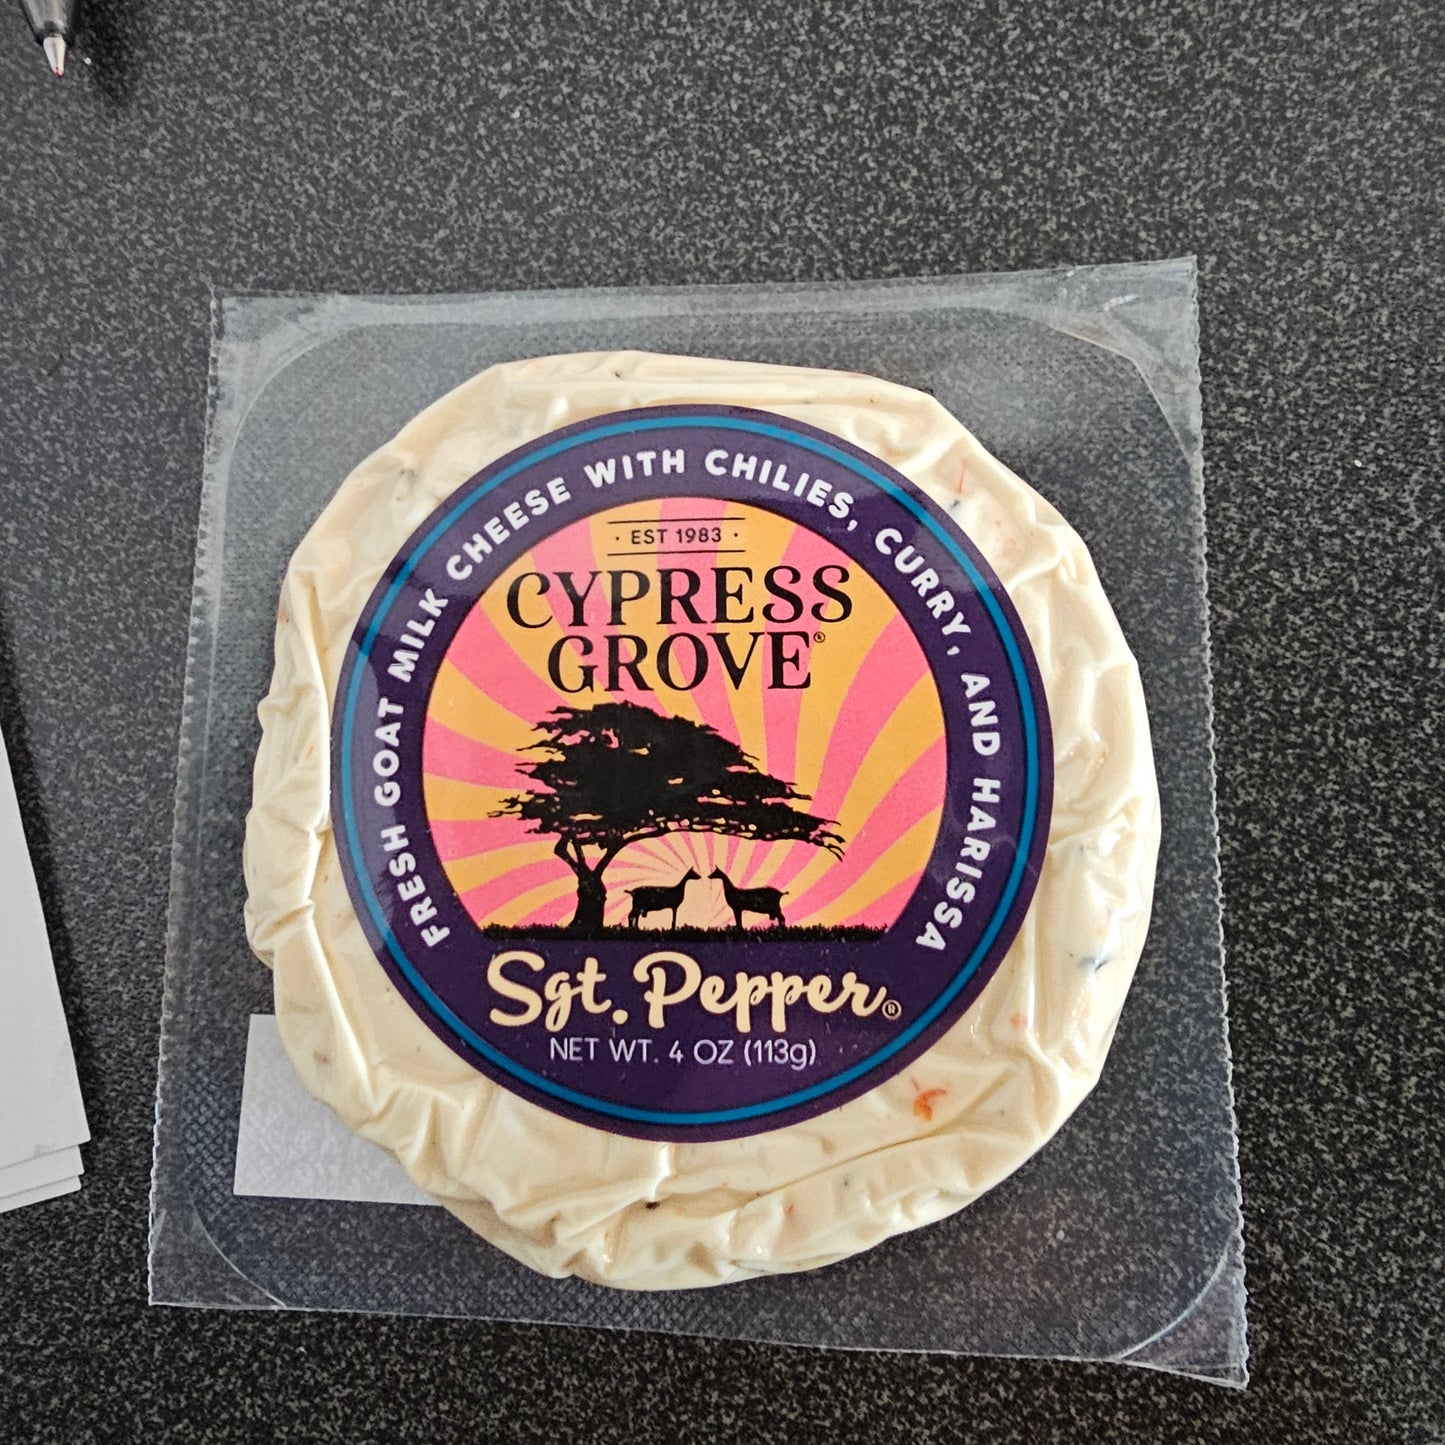 FRESH GOAT MILK CHEESE WITH CHILIES, CURRY, AND HARISSA
· EST 1983 ·
CYPRESS
GROVE®
Sgt. Pepper®
NET WT. 4 OZ (113g)